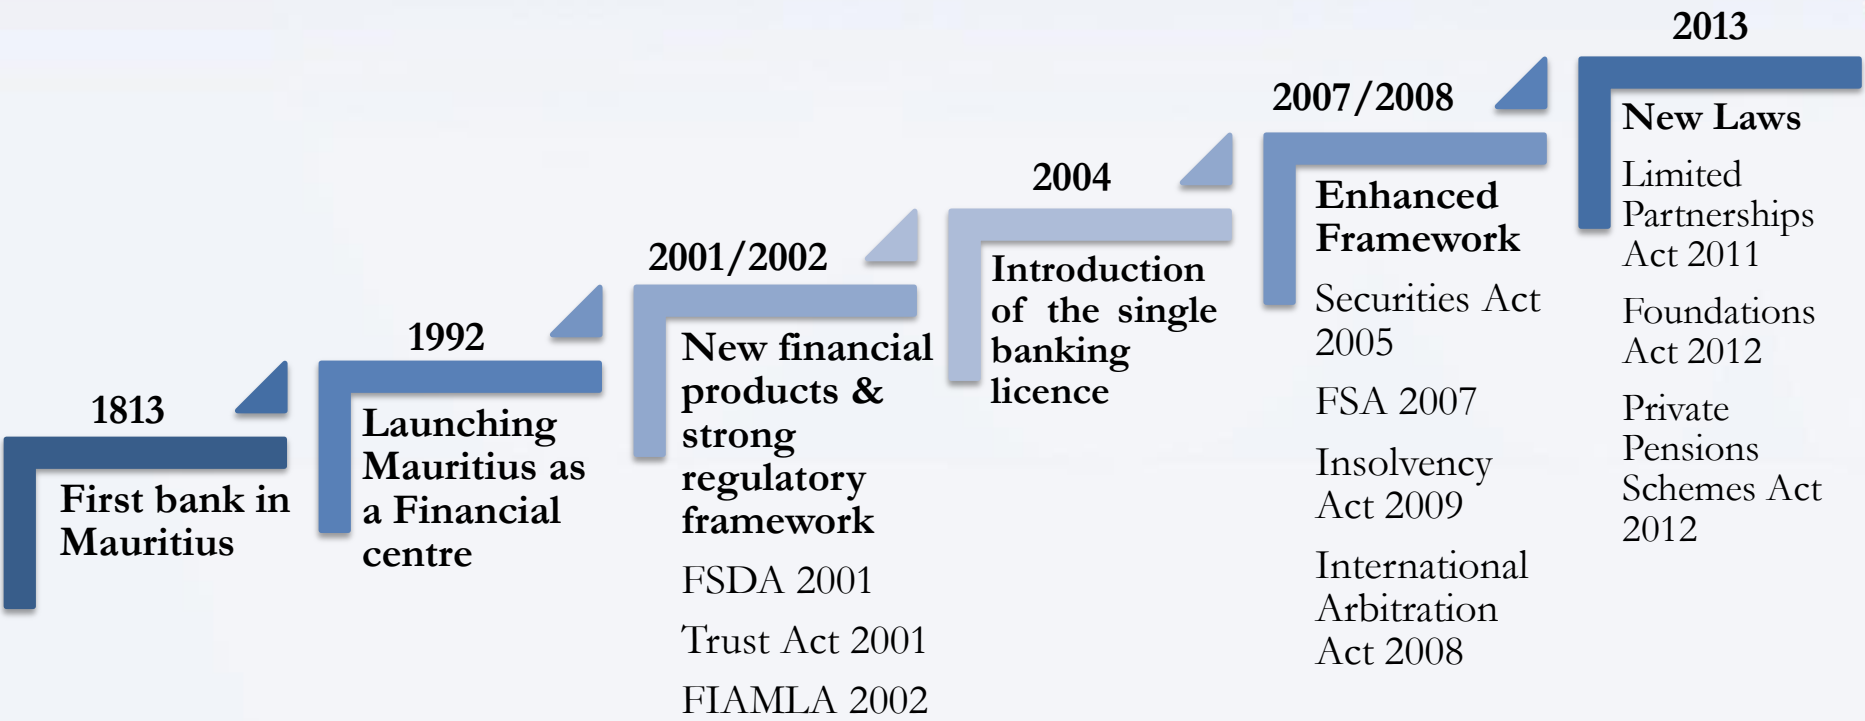 1813
First bank in
Mauritius
1992
Launching
Mauritius as
a Financial
centre
2001/2002
New financial
products &
strong
regulatory
framework
FSDA 2001
Trust Act 2001
FIAMLA 2002
2004
Introduction
of the single
banking
licence
2007/2008
Enhanced
Framework
Securities Act
2005
FSA 2007
Insolvency
Act 2009
International
Arbitration
Act 2008
2013
New Laws
Limited
Partnerships
Act 2011
Foundations
Act 2012
Private
Pensions
Schemes Act
2012